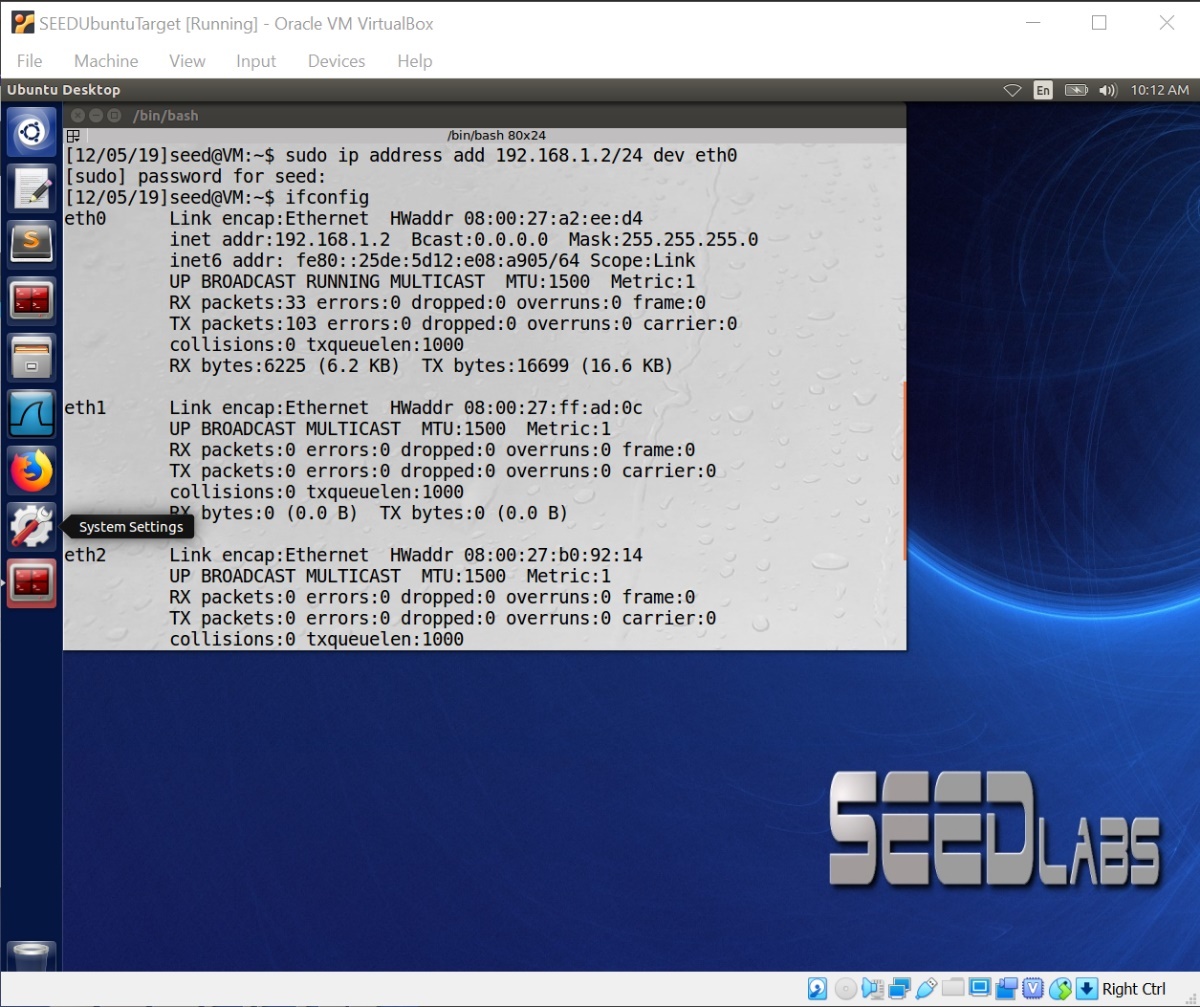 SEEDUbuntuTarget [Running] - Oracle VM VirtualBox
File Machine View Input Devices Help
Ubuntu Desktop En 10:12 AM
/bin/bash
/bin/bash 80x24
[12/05/19]seed@VM:~$ sudo ip address add 192.168.1.2/24 dev eth0
[sudo] password for seed:
[12/05/19]seed@VM:~$ ifconfig
eth0      Link encap:Ethernet  HWaddr 08:00:27:a2:ee:d4
          inet addr:192.168.1.2  Bcast:0.0.0.0  Mask:255.255.255.0
          inet6 addr: fe80::25de:5d12:e08:a905/64 Scope:Link
          UP BROADCAST RUNNING MULTICAST  MTU:1500  Metric:1
          RX packets:33 errors:0 dropped:0 overruns:0 frame:0
          TX packets:103 errors:0 dropped:0 overruns:0 carrier:0
          collisions:0 txqueuelen:1000
          RX bytes:6225 (6.2 KB)  TX bytes:16699 (16.6 KB)
eth1      Link encap:Ethernet  HWaddr 08:00:27:ff:ad:0c
          UP BROADCAST MULTICAST  MTU:1500  Metric:1
          RX packets:0 errors:0 dropped:0 overruns:0 frame:0
          TX packets:0 errors:0 dropped:0 overruns:0 carrier:0
          collisions:0 txqueuelen:1000
          RX bytes:0 (0.0 B)  TX bytes:0 (0.0 B)
System Settings
eth2      Link encap:Ethernet  HWaddr 08:00:27:b0:92:14
          UP BROADCAST MULTICAST  MTU:1500  Metric:1
          RX packets:0 errors:0 dropped:0 overruns:0 frame:0
          TX packets:0 errors:0 dropped:0 overruns:0 carrier:0
          collisions:0 txqueuelen:1000
SEEDLABS
Right Ctrl